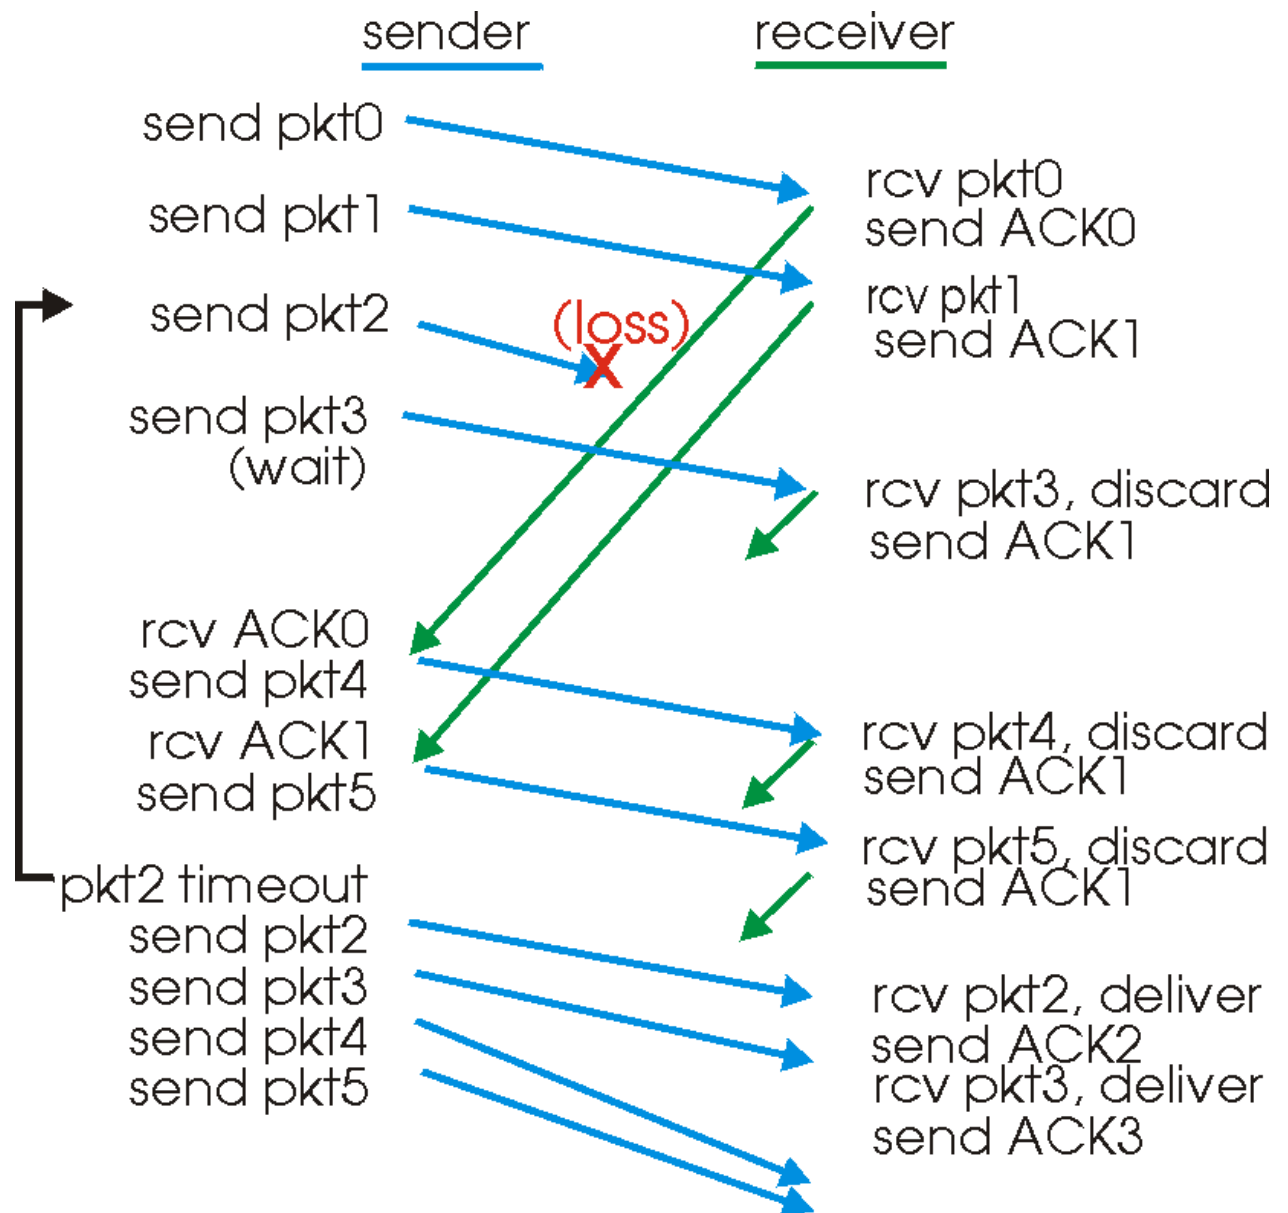 sender
receiver
send pkt0
rcv pkt0
send ACK0
send pkt1
rcv pkt1
send ACK1
send pkt2
(loss)
X
send pkt3
(wait)
rcv pkt3, discard
send ACK1
rcv ACK0
send pkt4
rcv ACK1
send pkt5
rcv pkt4, discard
send ACK1
rcv pkt5, discard
send ACK1
pkt2 timeout
send pkt2
send pkt3
send pkt4
send pkt5
rcv pkt2, deliver
send ACK2
rcv pkt3, deliver
send ACK3